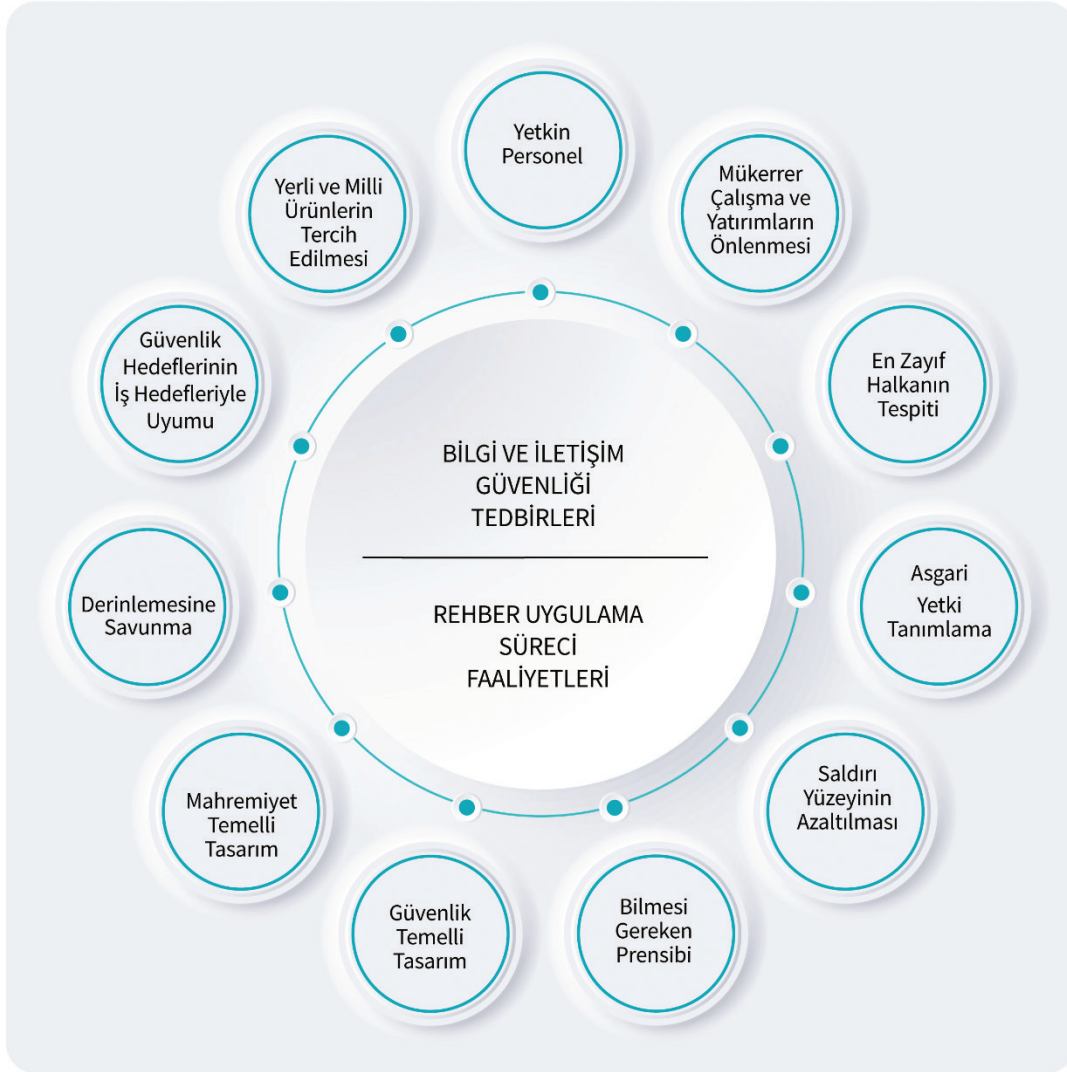 Yetkin
Personel
Mükerrer
Çalışma ve
Yatırımların
Önlenmesi
En Zayıf
Halkanın
Tespiti
Asgari
Yetki
Tanımlama
Saldırı
Yüzeyinin
Azaltılması
Bilmesi
Gereken
Prensibi
Güvenlik
Temelli
Tasarım
Mahremiyet
Temelli
Tasarım
Derinlemesine
Savunma
Güvenlik
Hedeflerinin
İş Hedefleriyle
Uyumu
Yerli ve Milli
Ürünlerin
Tercih
Edilmesi
BİLGİ VE İLETİŞİM
GÜVENLİĞİ
TEDBİRLERİ
REHBER UYGULAMA
SÜRECİ
FAALİYETLERİ